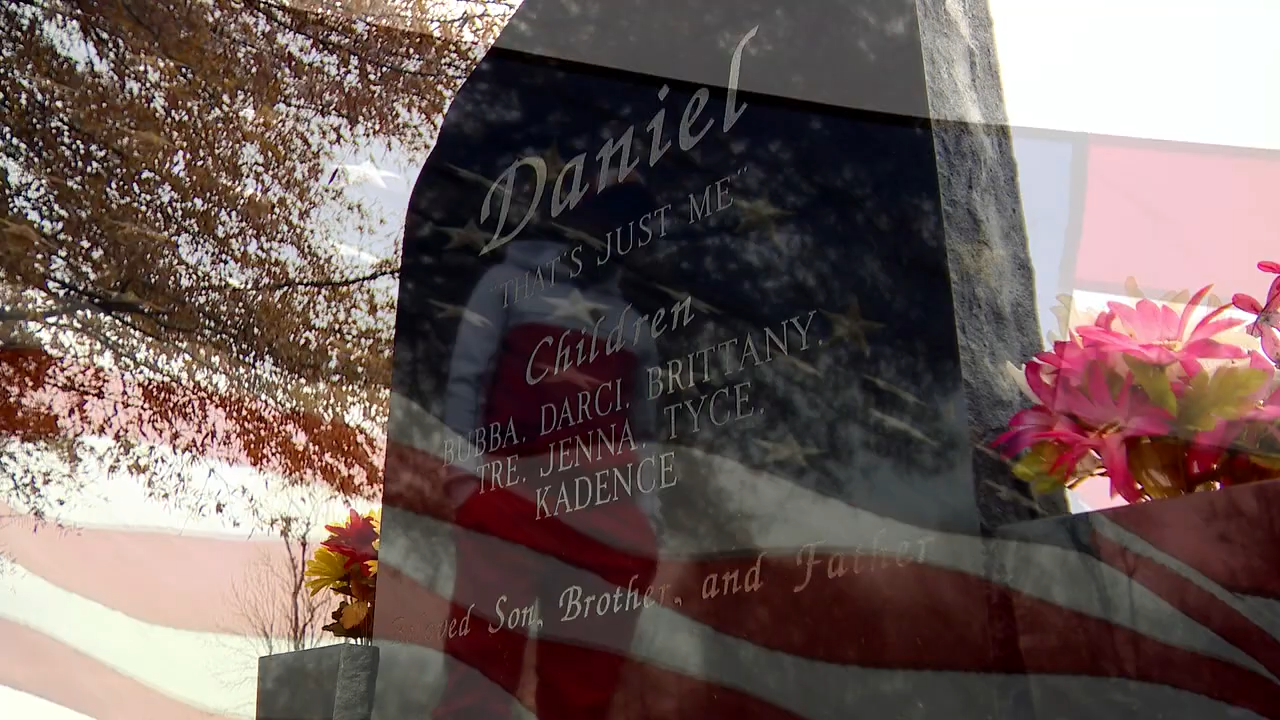 Daniel
"THAT'S JUST ME"
Children
BUBBA, DARCI, BRITTANY,
TRE, JENNA, TYCE,
KADENCE
Son, Brother, and Father